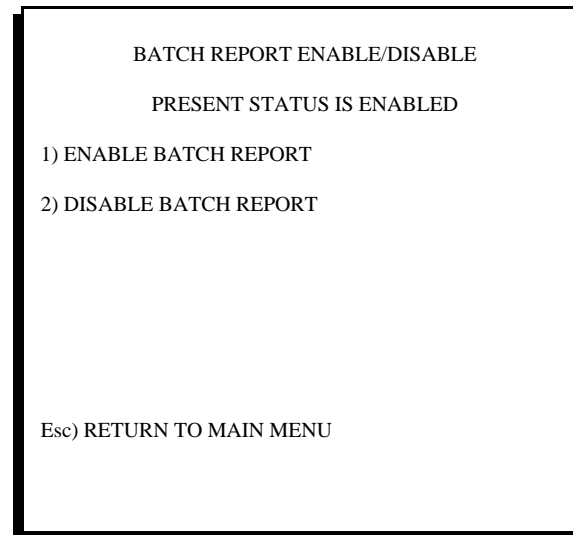 BATCH REPORT ENABLE/DISABLE
PRESENT STATUS IS ENABLED
1) ENABLE BATCH REPORT
2) DISABLE BATCH REPORT
Esc) RETURN TO MAIN MENU